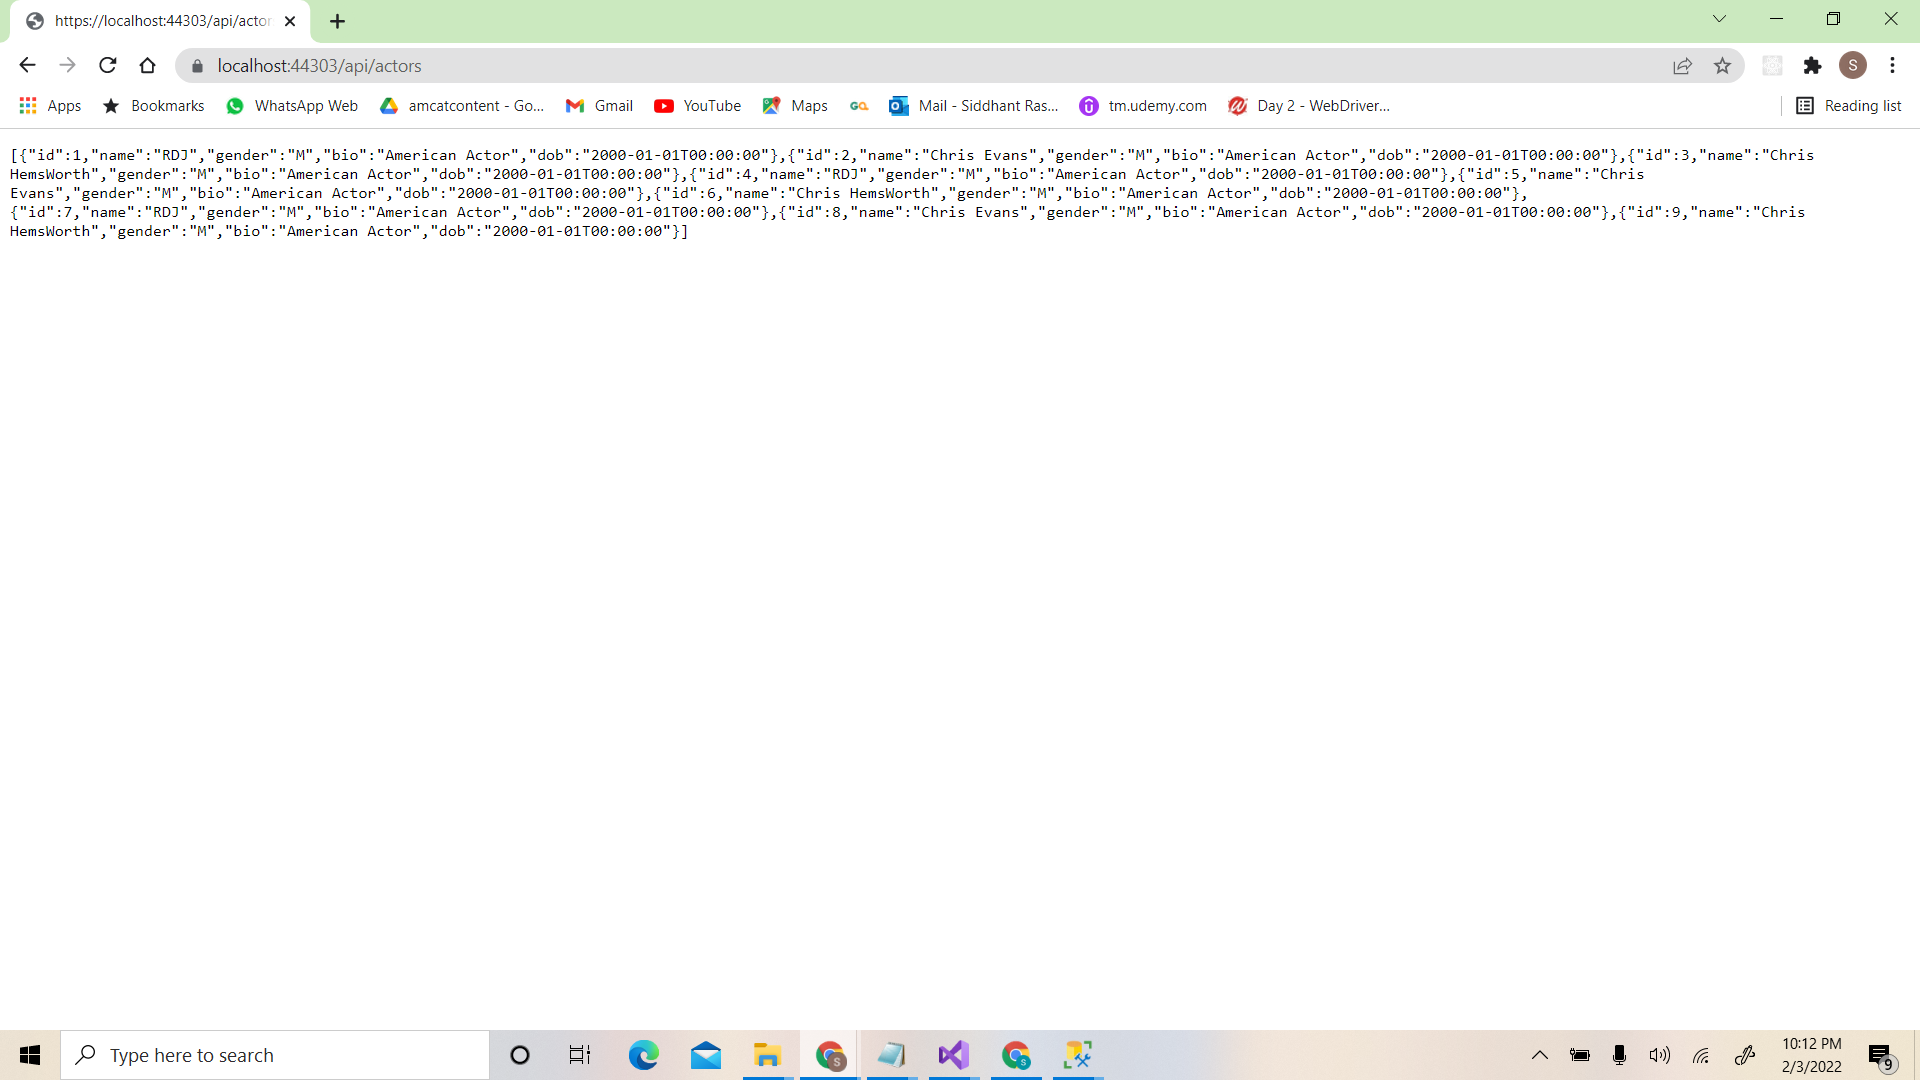 https://localhost:44303/api/actor
localhost:44303/api/actors
S
Apps Bookmarks WhatsApp Web amcatcontent - Go... Gmail YouTube Maps Mail - Siddhant Ras... tm.udemy.com Day 2 - WebDriver... Reading list
[{"id":1,"name":"RDJ","gender":"M","bio":"American Actor","dob":"2000-01-01T00:00:00"},{"id":2,"name":"Chris Evans","gender":"M","bio":"American Actor","dob":"2000-01-01T00:00:00"},{"id":3,"name":"Chris
HemsWorth","gender":"M","bio":"American Actor","dob":"2000-01-01T00:00:00"},{"id":4,"name":"RDJ","gender":"M","bio":"American Actor","dob":"2000-01-01T00:00:00"},{"id":5,"name":"Chris
Evans","gender":"M","bio":"American Actor","dob":"2000-01-01T00:00:00"},{"id":6,"name":"Chris HemsWorth","gender":"M","bio":"American Actor","dob":"2000-01-01T00:00:00"},
{"id":7,"name":"RDJ","gender":"M","bio":"American Actor","dob":"2000-01-01T00:00:00"},{"id":8,"name":"Chris Evans","gender":"M","bio":"American Actor","dob":"2000-01-01T00:00:00"},{"id":9,"name":"Chris
HemsWorth","gender":"M","bio":"American Actor","dob":"2000-01-01T00:00:00"}]
Type here to search
10:12 PM
2/3/2022
9